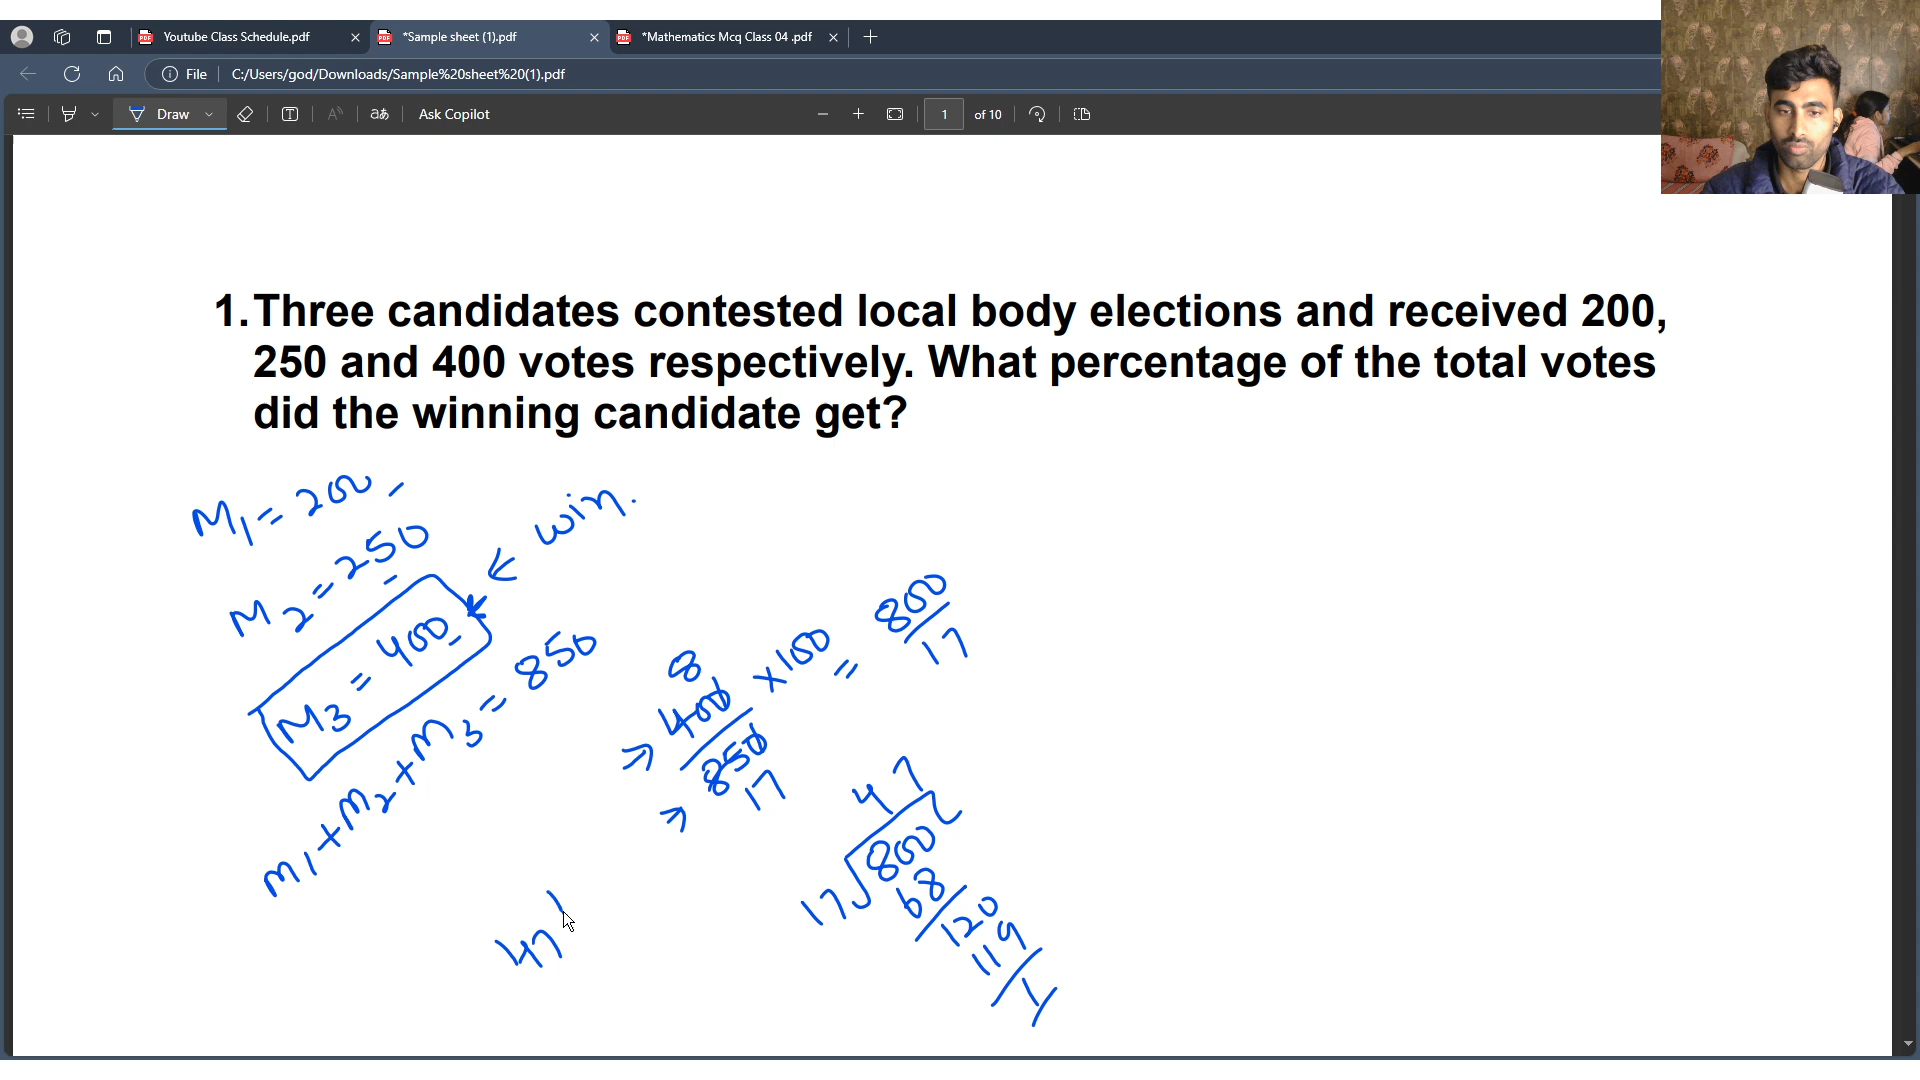 Youtube Class Schedule.pdf
*Sample sheet (1).pdf
*Mathematics Mcq Class 04 .pdf
File
C:/Users/god/Downloads/Sample%20sheet%20(1).pdf
Draw
aあ
Ask Copilot
1
of 10
1. Three candidates contested local body elections and received 200,
250 and 400 votes respectively. What percentage of the total votes
did the winning candidate get?
M1 = 200
M2 = 250
M3 = 400 ← win.
M1 + M2 + M3 = 850
8
⇒ 400/850 × 100 = 800/17
17
⇒
47
17 800
68
120
119
1
47 1